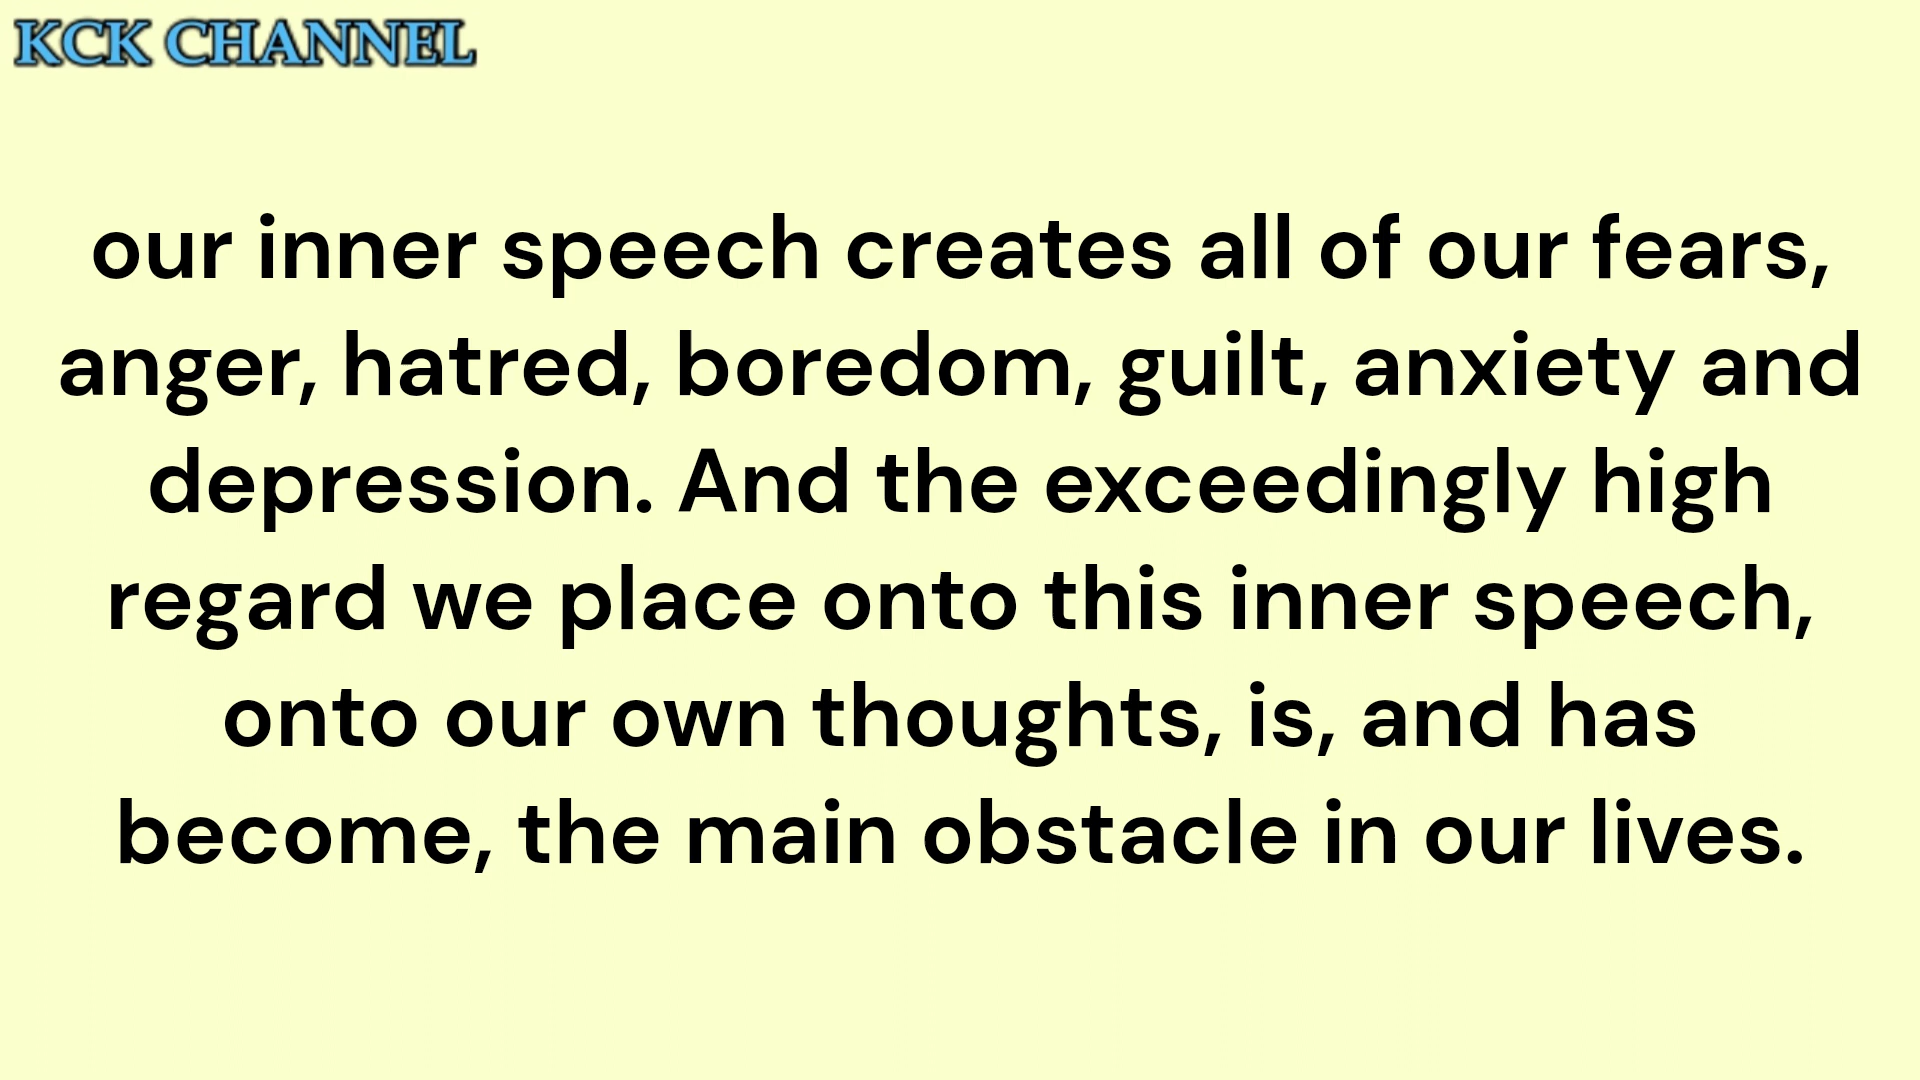 KCK CHANNEL
our inner speech creates all of our fears,
anger, hatred, boredom, guilt, anxiety and
depression. And the exceedingly high
regard we place onto this inner speech,
onto our own thoughts, is, and has
become, the main obstacle in our lives.